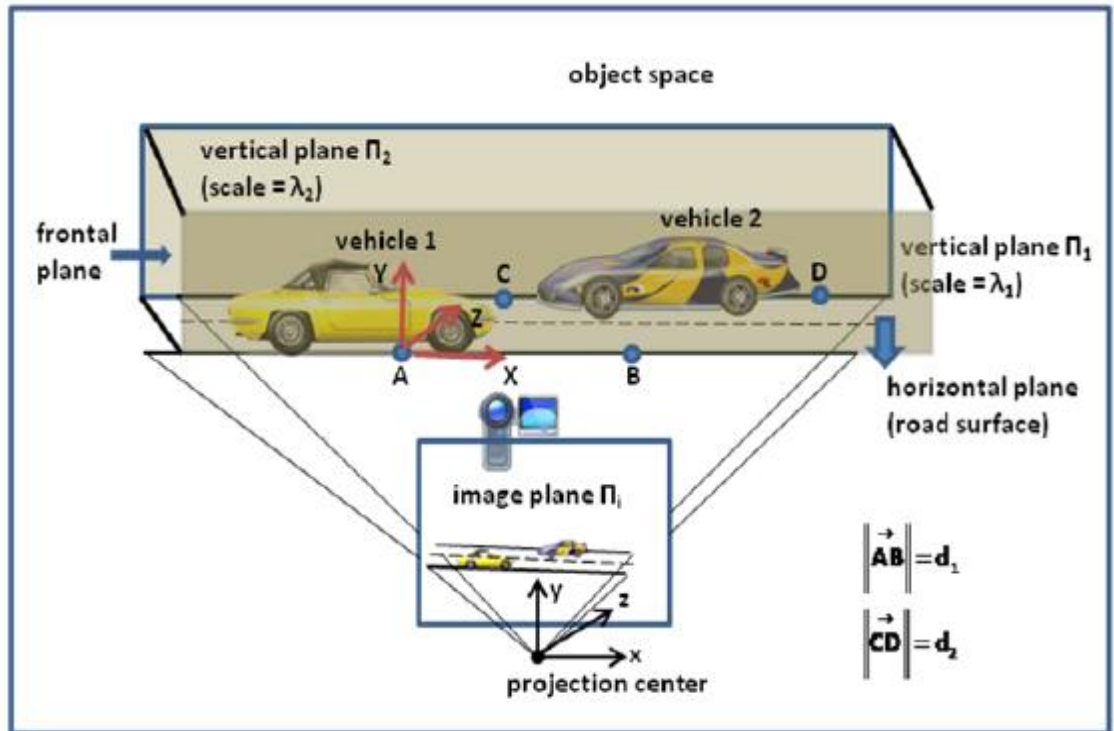 object space
vertical plane Π₂
(scale = λ₂)
frontal
plane
vehicle 1
vehicle 2
vertical plane Π₁
(scale = λ₁)
Y
C
D
Z
A
X
B
horizontal plane
(road surface)
image plane Πᵢ
y
z
x
projection center
‖AB→‖ = d₁
‖CD→‖ = d₂